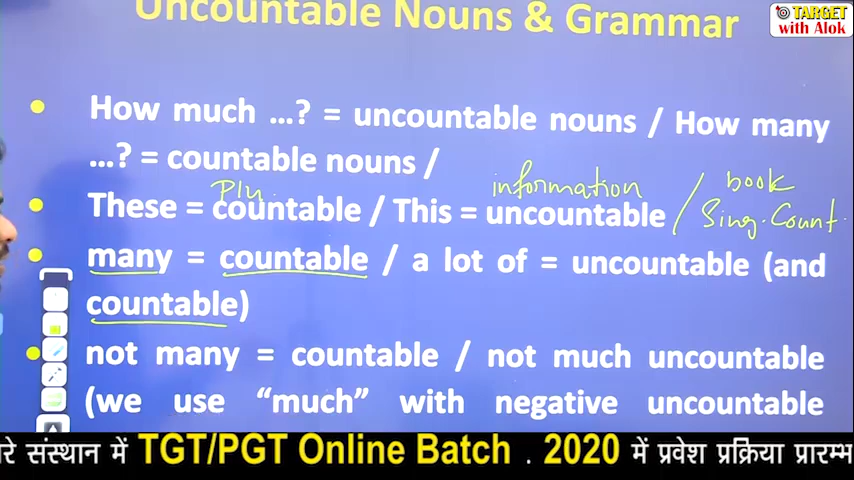 Uncountable Nouns & Grammar
TARGET
with Alok
How much ...? = uncountable nouns / How many
...? = countable nouns /
Plu. information / book
These = countable / This = uncountable / Sing. Count.
many = countable / a lot of = uncountable (and
countable)
not many = countable / not much uncountable
(we use “much” with negative uncountable
रे संस्थान में TGT/PGT Online Batch . 2020 में प्रवेश प्रक्रिया प्रारम्भ